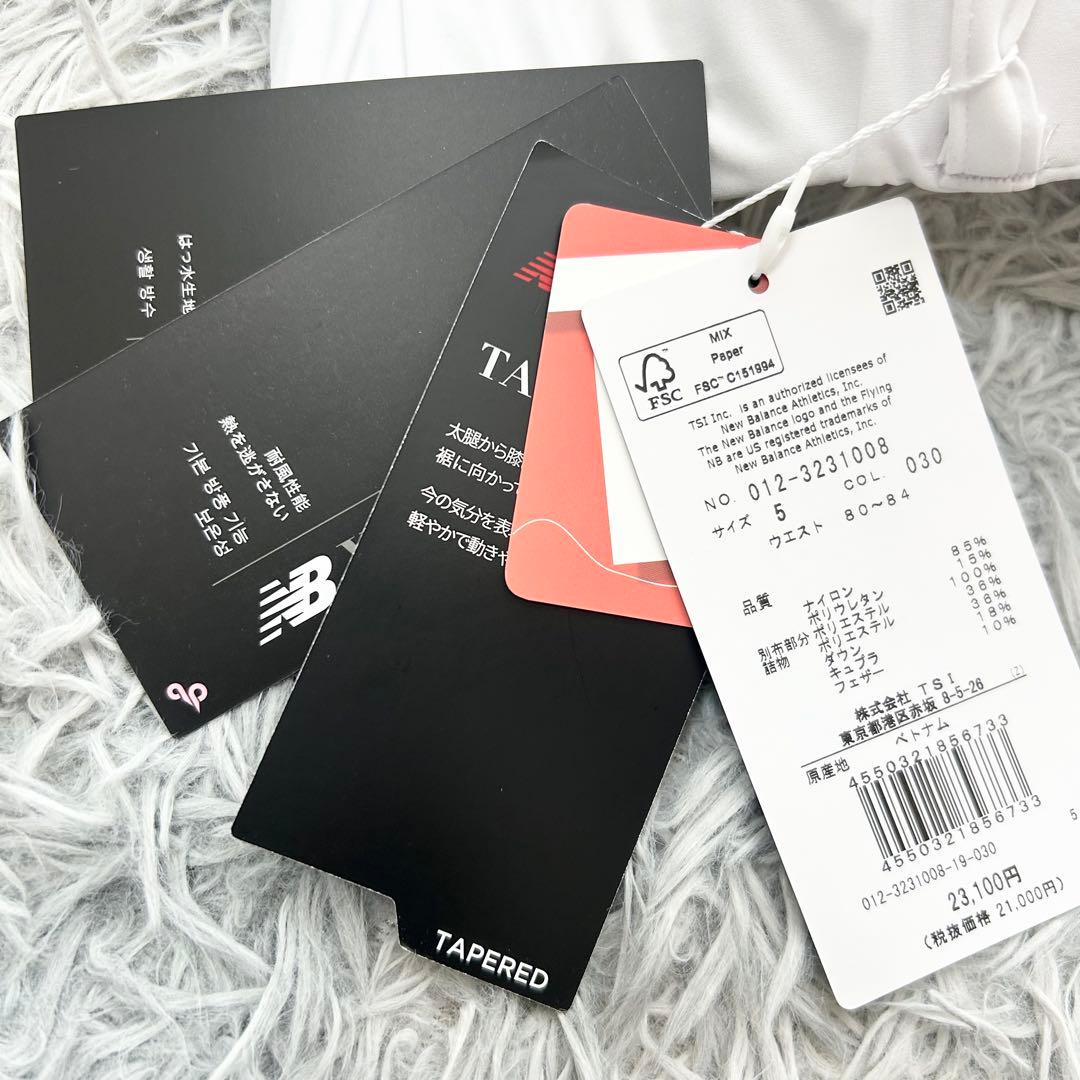 はっ水生地
생활 방수
耐風性能
熱を逃がさない
기본 방풍 기능
보온성
NB
TA
太腿から膝
裾に向かって
今の気分を表
軽やかで動きや
TAPERED
MIX
Paper
FSC™ C151994
FSC
TSI Inc. is an authorized licensees of
New Balance Athletics, Inc.
The New Balance logo and the Flying
NB are US registered trademarks of
New Balance Athletics, Inc.
NO. 012-3231008 COL. 030
サイズ 5 ウエスト 80～84
品質 ナイロン 85%
ポリウレタン 15%
別布部分 ポリエステル 100%
詰物 ポリエステル 36%
ダウン 36%
キュプラ 18%
フェザー 10%
株式会社 TSI
東京都港区赤坂 8-5-26 (Z)
原産地 ベトナム
4550321856733
4550321856733
012-3231008-19-030
5
23,100円
(税抜価格 21,000円)